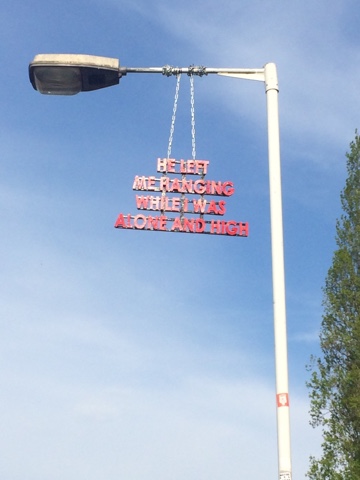 HE LEFT
ME HANGING
WHILE I WAS
ALONE AND HIGH